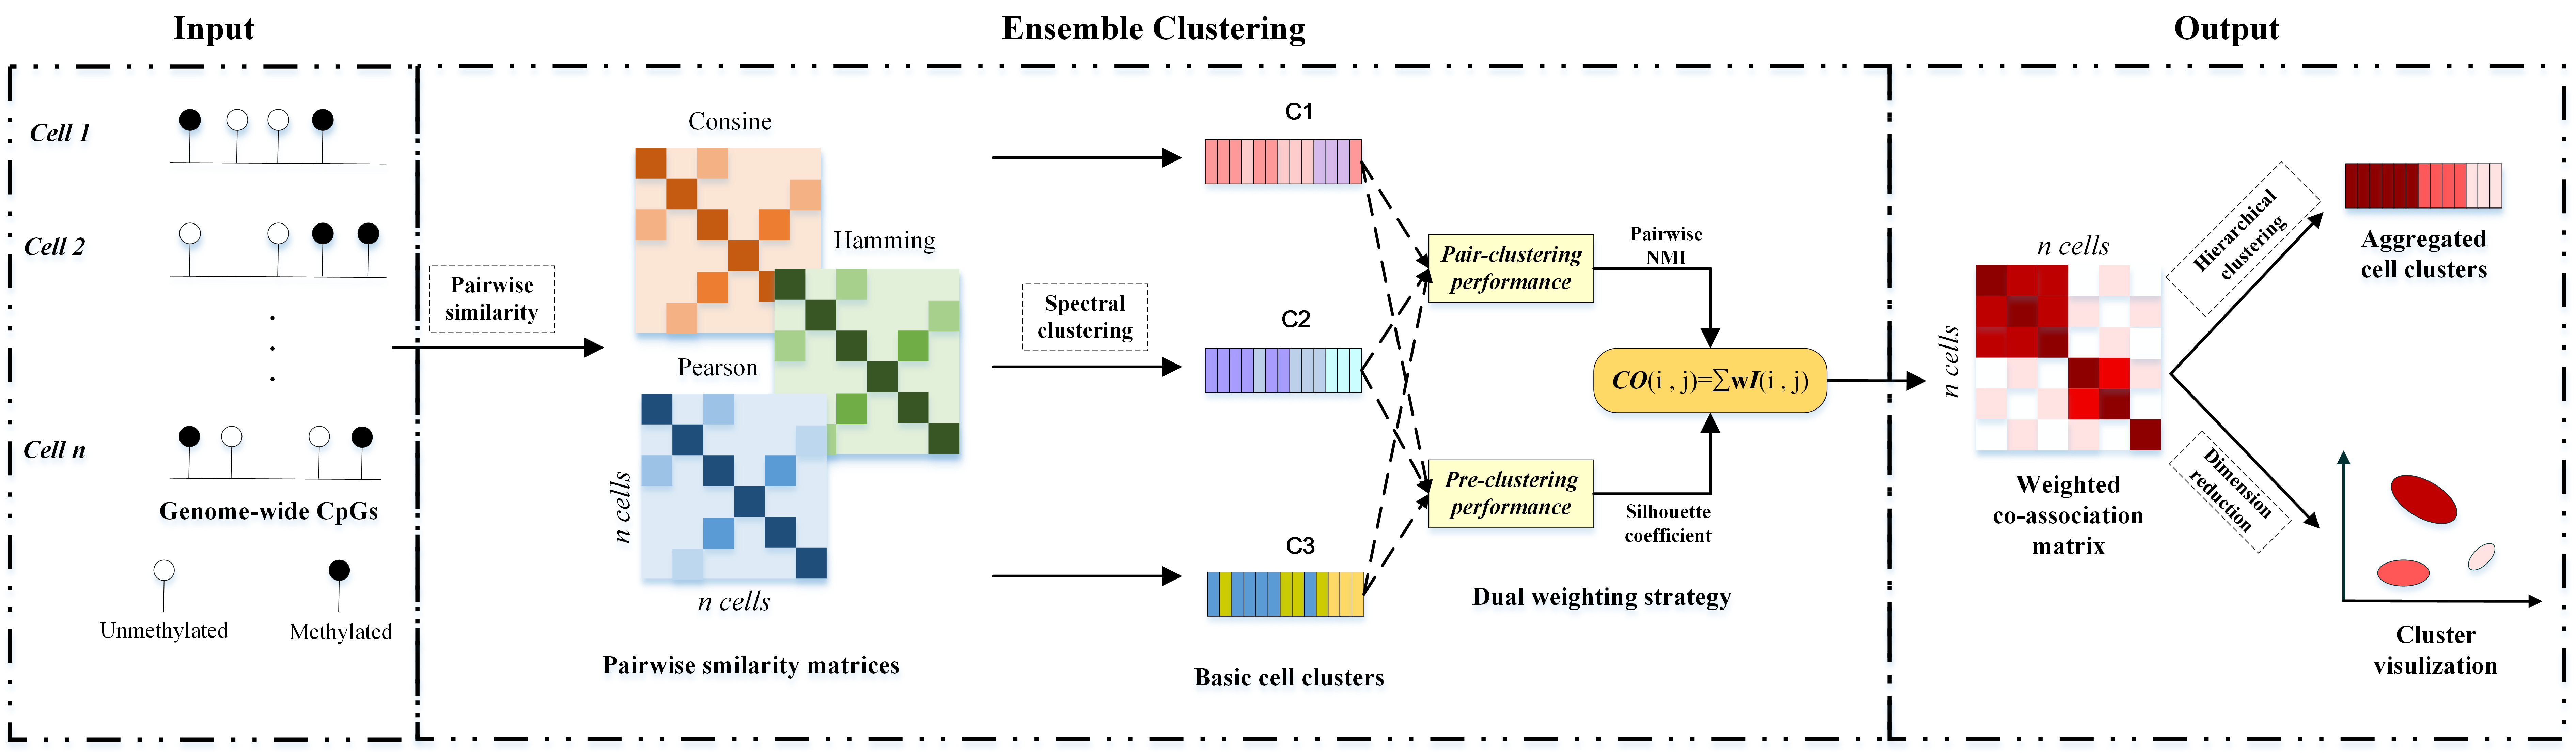 Input
Ensemble Clustering
Output
Cell 1
Cell 2
Cell n
Genome-wide CpGs
Unmethylated
Methylated
Pairwise
similarity
Consine
Hamming
Pearson
n cells
n cells
Pairwise smilarity matrices
Spectral
clustering
C1
C2
C3
Basic cell clusters
Pair-clustering
performance
Pre-clustering
performance
Pairwise
NMI
CO(i , j)=∑wI(i , j)
Silhouette
coefficient
Dual weighting strategy
n cells
n cells
Weighted
co-association
matrix
Hierarchical
clustering
Dimension
reduction
Aggregated
cell clusters
Cluster
visulization